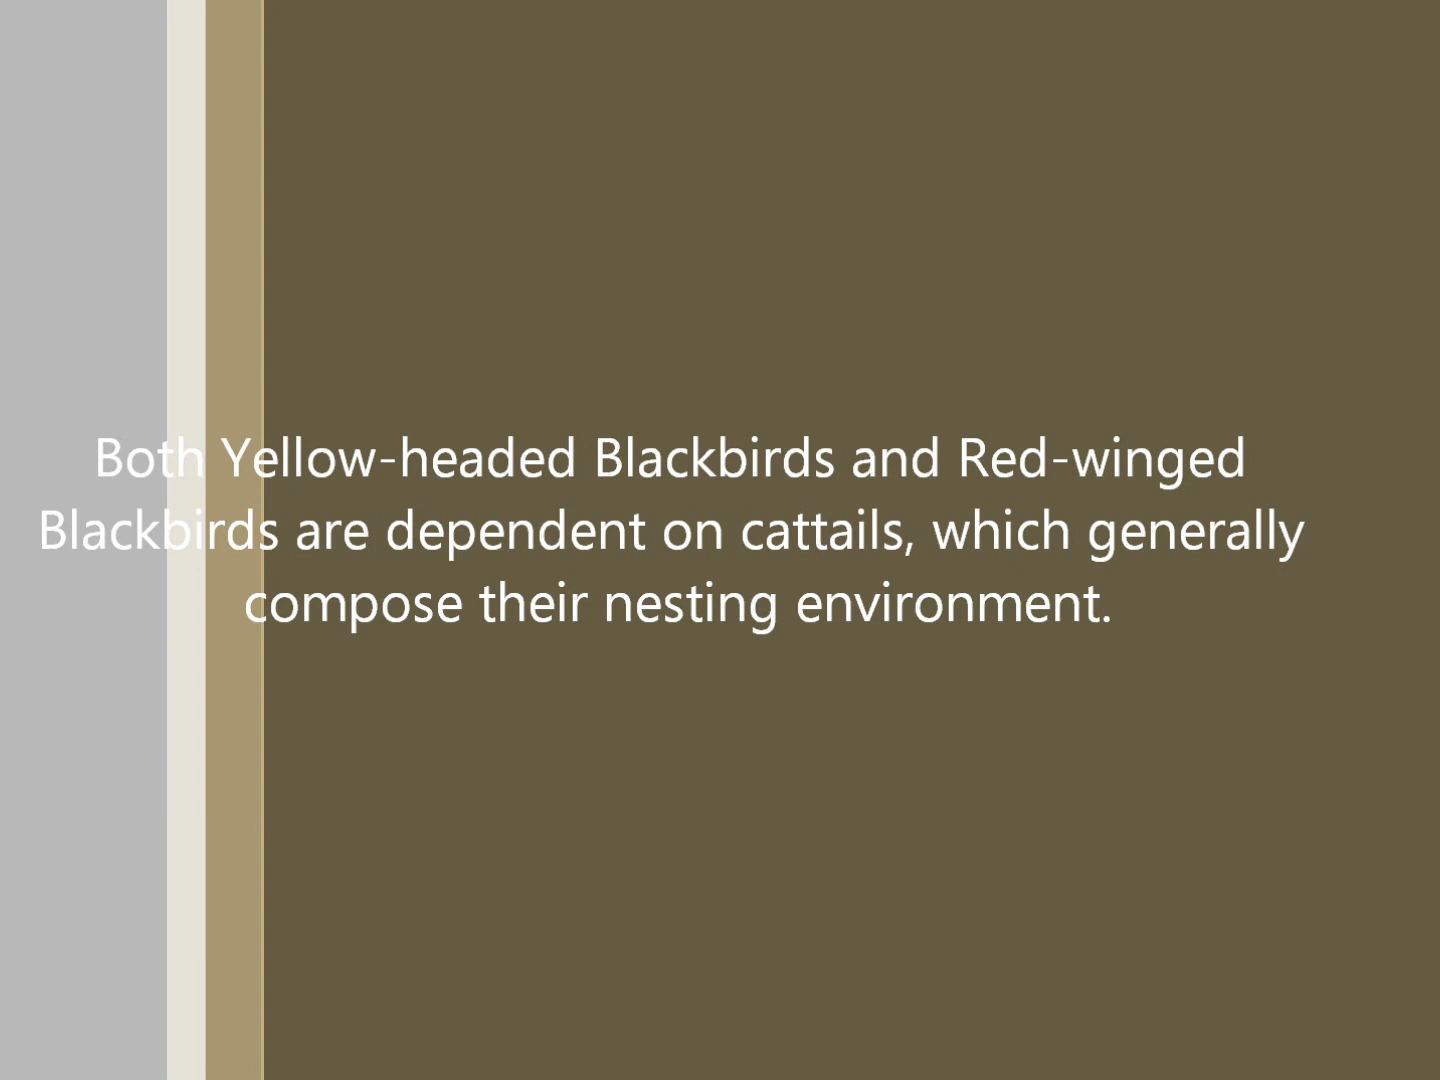 Both Yellow-headed Blackbirds and Red-winged
Blackbirds are dependent on cattails, which generally
compose their nesting environment.